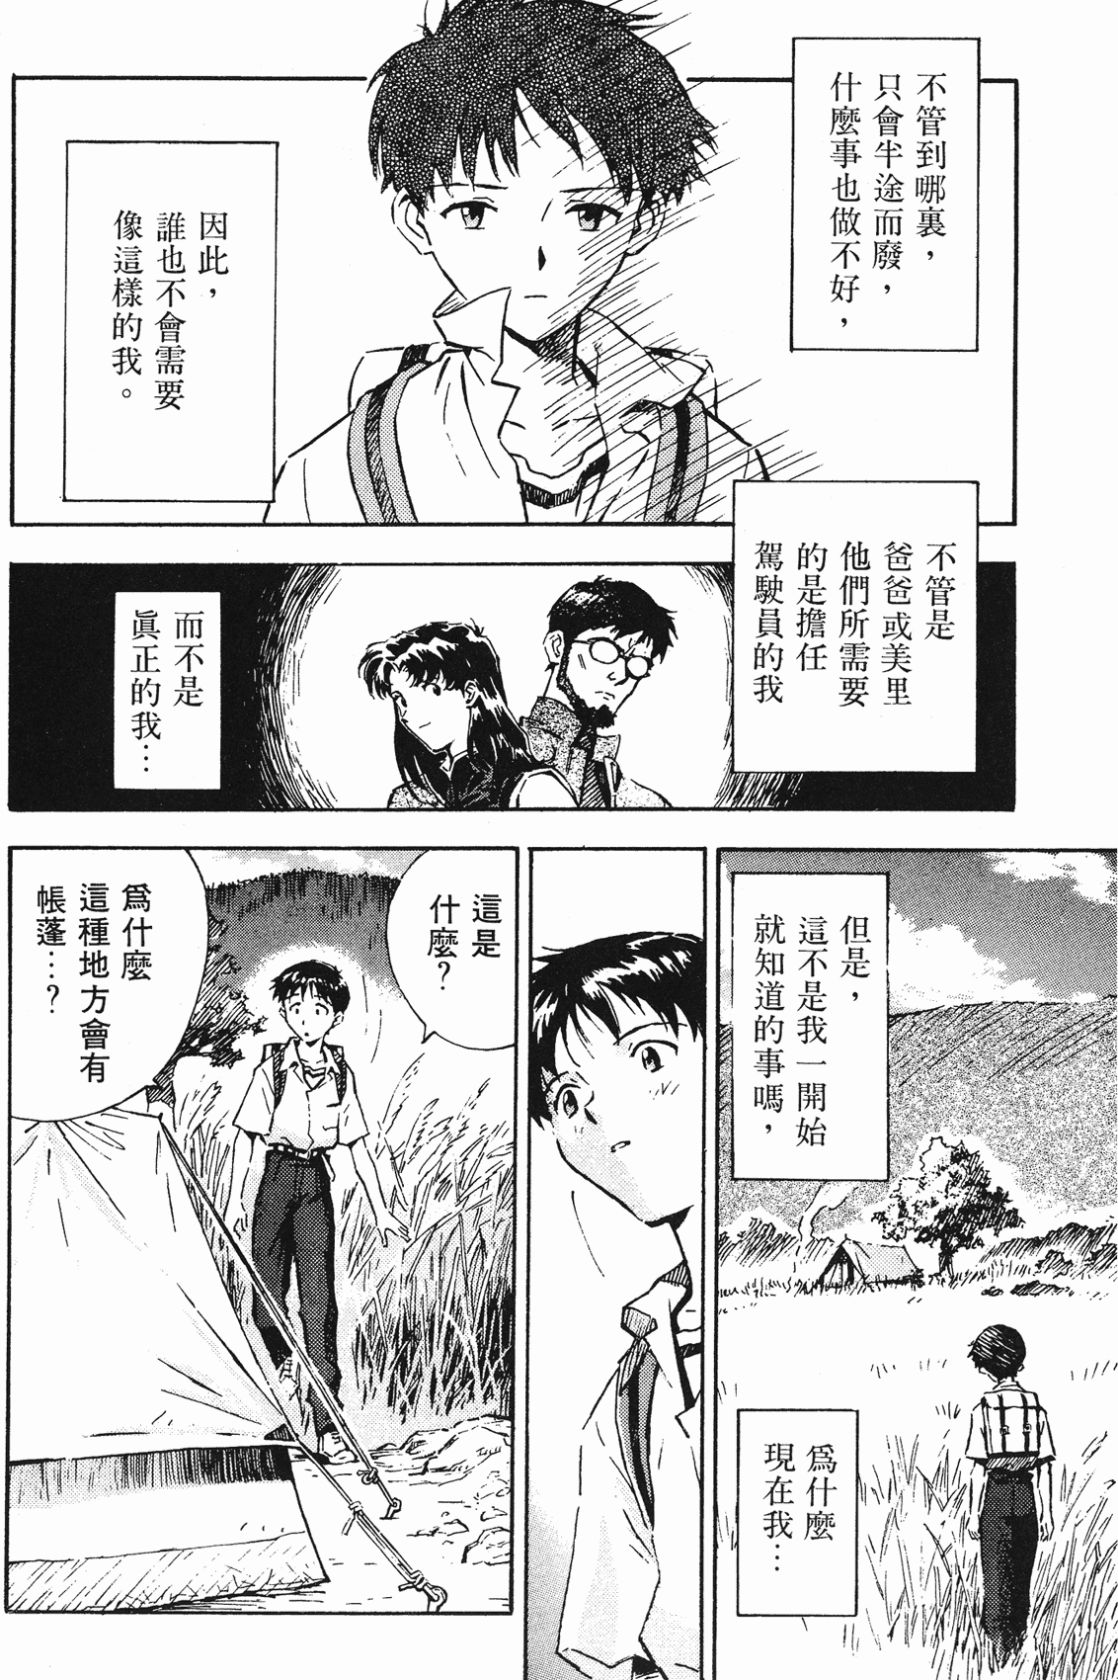 不管到哪裏，
只會半途而廢，
什麼事也做不好，
因此，
誰也不會需要
像這樣的我。
不管是
爸爸或美里
他們所需要
的是擔任
駕駛員的我
而不是
眞正的我…
但是，
這不是我一開始
就知道的事嗎，
爲什麼
現在我…
這是
什麼？
爲什麼
這種地方會有
帳蓬…？